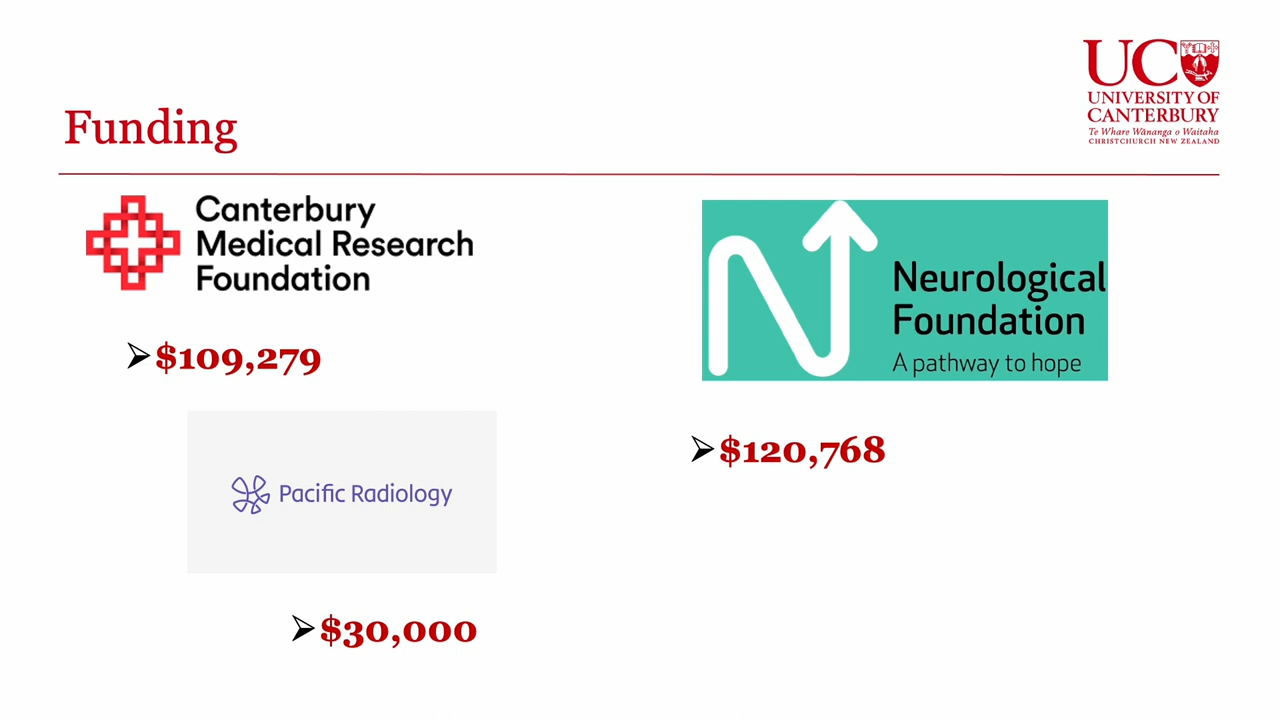 UC
UNIVERSITY OF
CANTERBURY
Te Whare Wānanga o Waitaha
CHRISTCHURCH NEW ZEALAND
Funding
Canterbury
Medical Research
Foundation
$109,279
Neurological
Foundation
A pathway to hope
$120,768
Pacific Radiology
$30,000